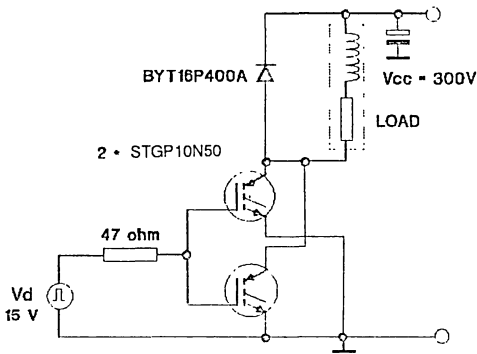 BYT16P400A
Vcc = 300V
LOAD
2 * STGP10N50
47 ohm
Vd
15 V